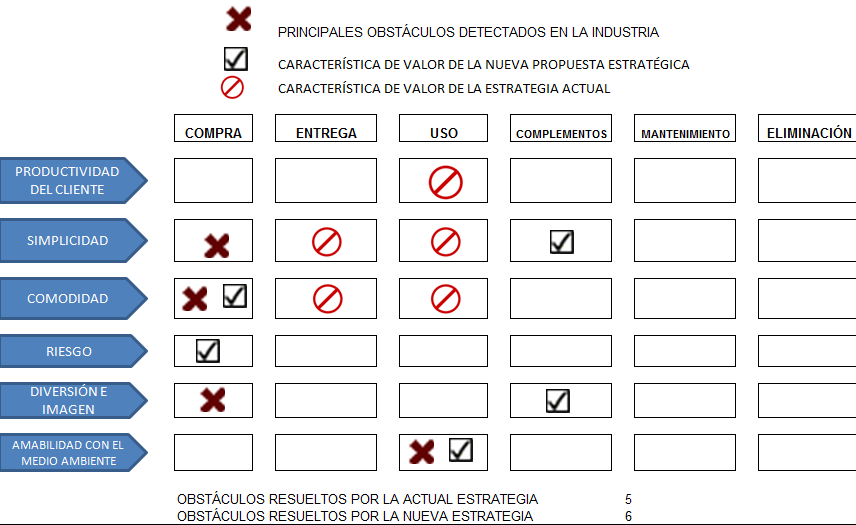 PRINCIPALES OBSTÁCULOS DETECTADOS EN LA INDUSTRIA
CARACTERÍSTICA DE VALOR DE LA NUEVA PROPUESTA ESTRATÉGICA
CARACTERÍSTICA DE VALOR DE LA ESTRATEGIA ACTUAL
COMPRA ENTREGA USO COMPLEMENTOS MANTENIMIENTO ELIMINACIÓN
PRODUCTIVIDAD
DEL CLIENTE
SIMPLICIDAD
COMODIDAD
RIESGO
DIVERSIÓN E
IMAGEN
AMABILIDAD CON EL
MEDIO AMBIENTE
OBSTÁCULOS RESUELTOS POR LA ACTUAL ESTRATEGIA 5
OBSTÁCULOS RESUELTOS POR LA NUEVA ESTRATEGIA 6